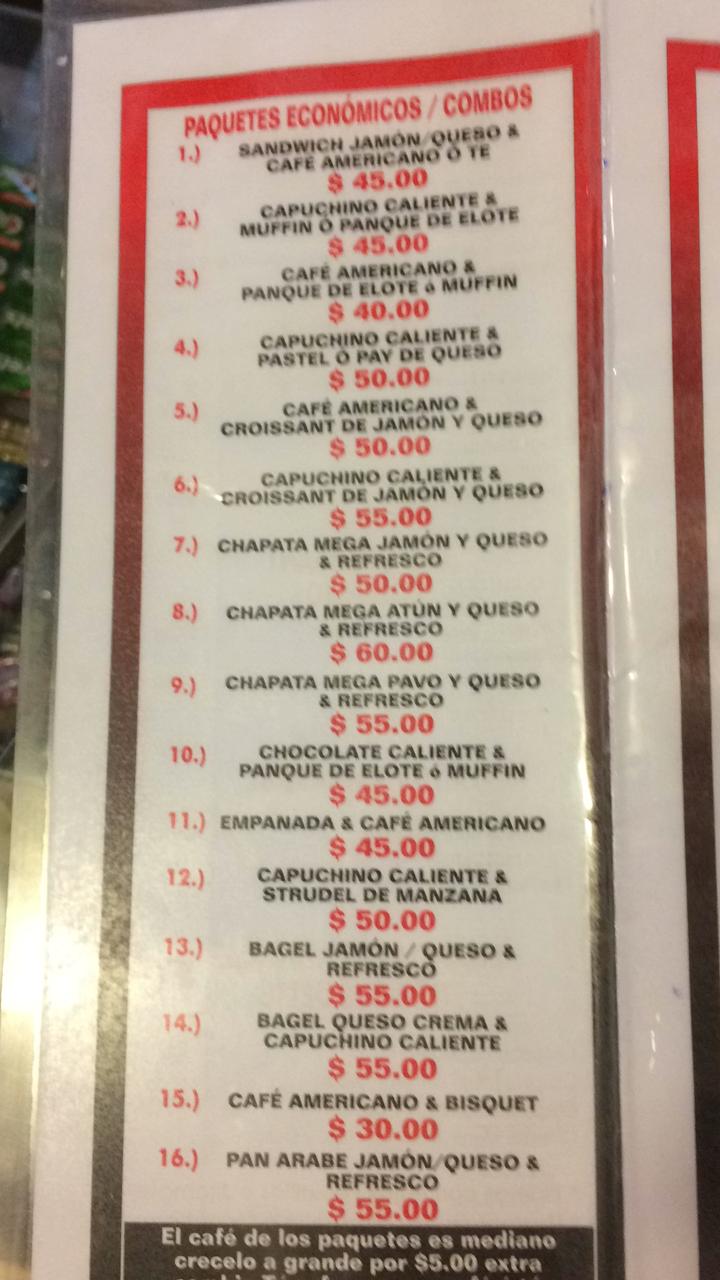 PAQUETES ECONÓMICOS / COMBOS
1.) SANDWICH JAMÓN/QUESO &
CAFÉ AMERICANO Ó TE
$ 45.00
2.) CAPUCHINO CALIENTE &
MUFFIN Ó PANQUE DE ELOTE
$ 45.00
3.) CAFÉ AMERICANO &
PANQUE DE ELOTE ó MUFFIN
$ 40.00
4.) CAPUCHINO CALIENTE &
PASTEL Ó PAY DE QUESO
$ 50.00
5.) CAFÉ AMERICANO &
CROISSANT DE JAMÓN Y QUESO
$ 50.00
6.) CAPUCHINO CALIENTE &
CROISSANT DE JAMÓN Y QUESO
$ 55.00
7.) CHAPATA MEGA JAMÓN Y QUESO
& REFRESCO
$ 50.00
8.) CHAPATA MEGA ATÚN Y QUESO
& REFRESCO
$ 60.00
9.) CHAPATA MEGA PAVO Y QUESO
& REFRESCO
$ 55.00
10.) CHOCOLATE CALIENTE &
PANQUE DE ELOTE ó MUFFIN
$ 45.00
11.) EMPANADA & CAFÉ AMERICANO
$ 45.00
12.) CAPUCHINO CALIENTE &
STRUDEL DE MANZANA
$ 50.00
13.) BAGEL JAMÓN / QUESO &
REFRESCO
$ 55.00
14.) BAGEL QUESO CREMA &
CAPUCHINO CALIENTE
$ 55.00
15.) CAFÉ AMERICANO & BISQUET
$ 30.00
16.) PAN ARABE JAMÓN/QUESO &
REFRESCO
$ 55.00
El café de los paquetes es mediano
crecelo a grande por $5.00 extra